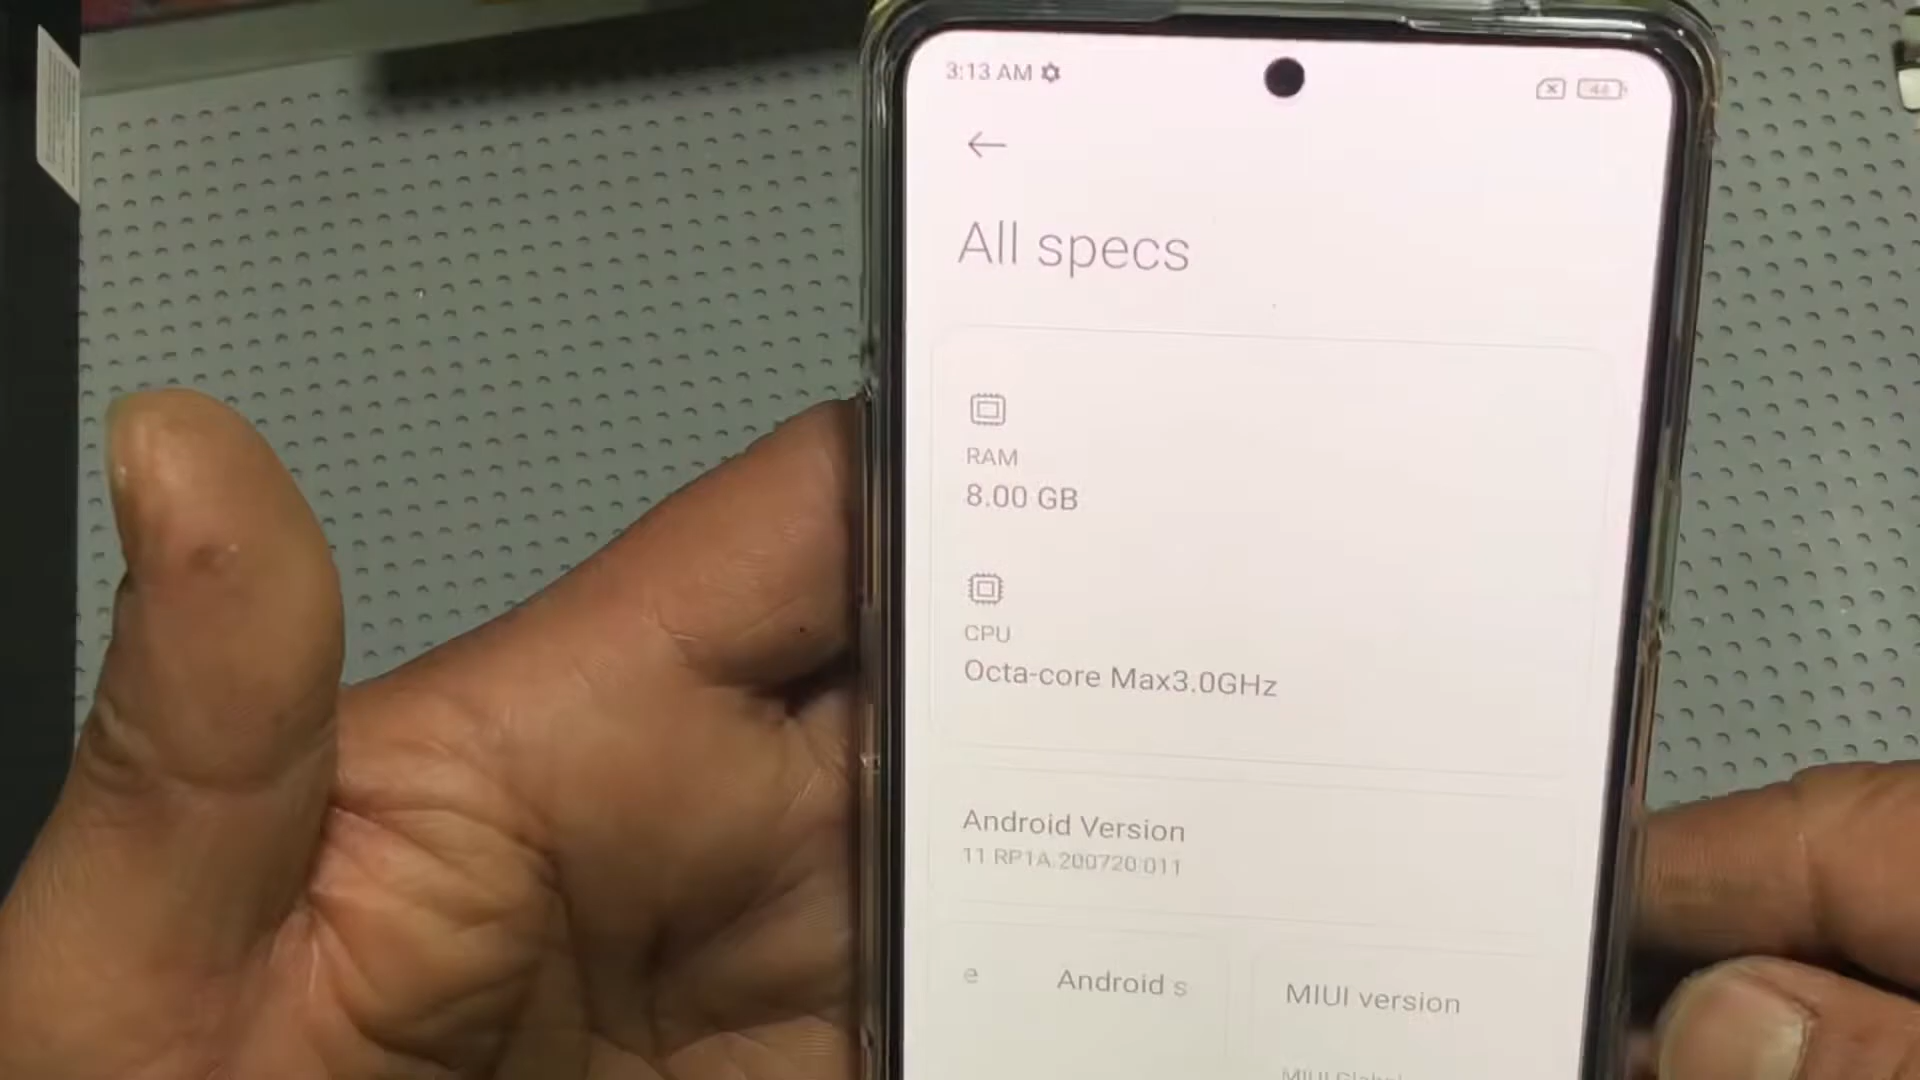 3:13 AM
All specs
RAM
8.00 GB
CPU
Octa-core Max3.0GHz
Android Version
11 RP1A.200720.011
e Android s MIUI version